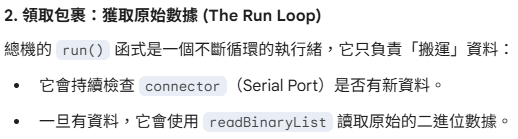 2. 領取包裹：獲取原始數據 (The Run Loop)
總機的 run() 函式是一個不斷循環的執行緒，它只負責「搬運」資料：
• 它會持續檢查 connector（Serial Port）是否有新資料。
• 一旦有資料，它會使用 readBinaryList 讀取原始的二進位數據。